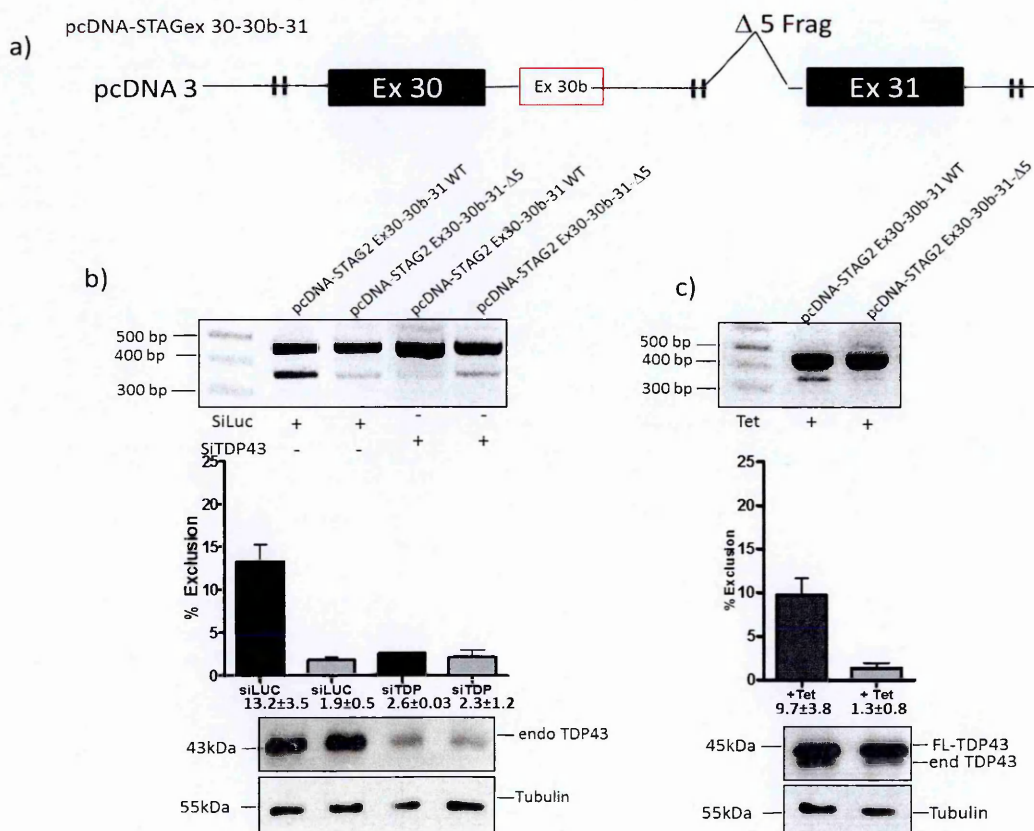 pcDNA-STAGex 30-30b-31
a)
Δ 5 Frag
pcDNA 3
Ex 30
Ex 30b
Ex 31
b)
pcDNA-STAG2 Ex30-30b-31 WT
pcDNA-STAG2 Ex30-30b-31-Δ5
pcDNA-STAG2 Ex30-30b-31 WT
pcDNA-STAG2 Ex30-30b-31-Δ5
500 bp
400 bp
300 bp
SiLuc + + - -
SiTDP43 - - + +
% Exclusion
25
20
15
10
5
0
siLUC siLUC siTDP siTDP
13.2±3.5 1.9±0.5 2.6±0.03 2.3±1.2
43kDa
endo TDP43
55kDa
Tubulin
c)
pcDNA-STAG2 Ex30-30b-31 WT
pcDNA-STAG2 Ex30-30b-31-Δ5
500 bp
400 bp
300 bp
Tet + +
% Exclusion
25
20
15
10
5
0
+Tet + Tet
9.7±3.8 1.3±0.8
45kDa
FL-TDP43
end TDP43
55kDa
Tubulin